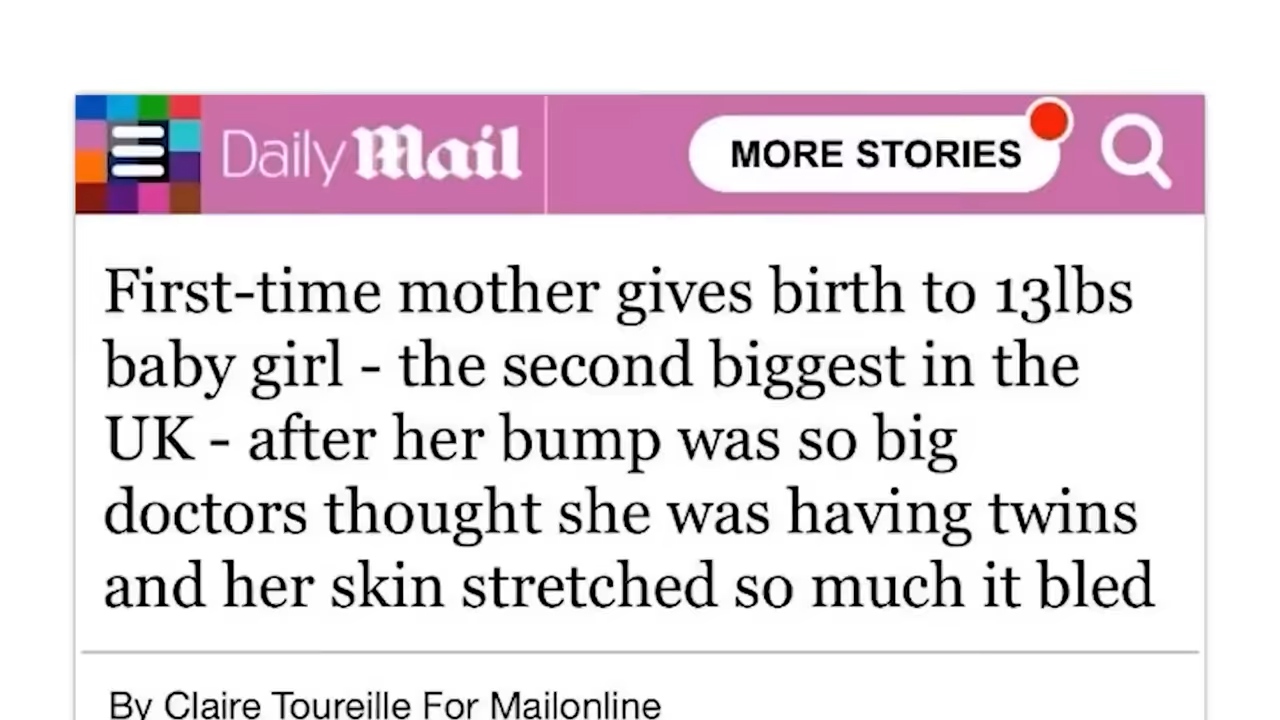 Daily Mail
MORE STORIES
First-time mother gives birth to 13lbs
baby girl - the second biggest in the
UK - after her bump was so big
doctors thought she was having twins
and her skin stretched so much it bled
By Claire Toureille For Mailonline